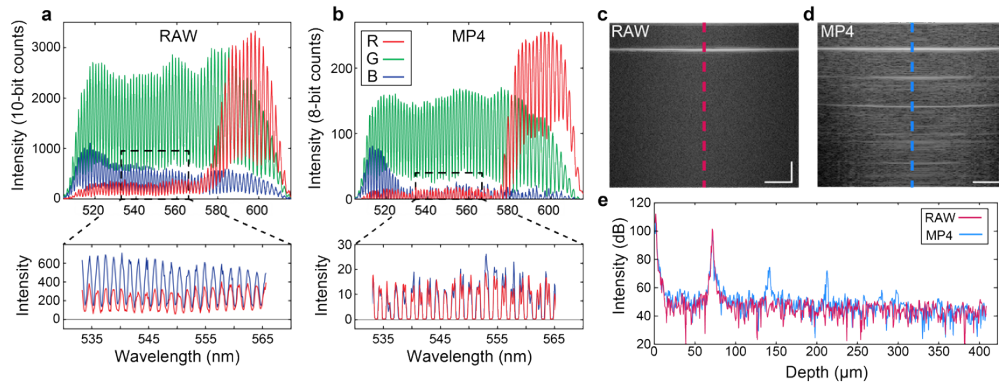 a
RAW
Intensity (10-bit counts)
3000
2500
2000
1500
1000
500
0
520 540 560 580 600
Intensity
600
400
200
0
535 545 555 565
Wavelength (nm)
b
MP4
R
G
B
Intensity (8-bit counts)
200
100
0
520 540 560 580 600
Intensity
30
20
10
0
535 545 555 565
Wavelength (nm)
c
RAW
d
MP4
e
RAW
MP4
Intensity (dB)
120
100
80
60
40
20
0 50 100 150 200 250 300 350 400
Depth (μm)